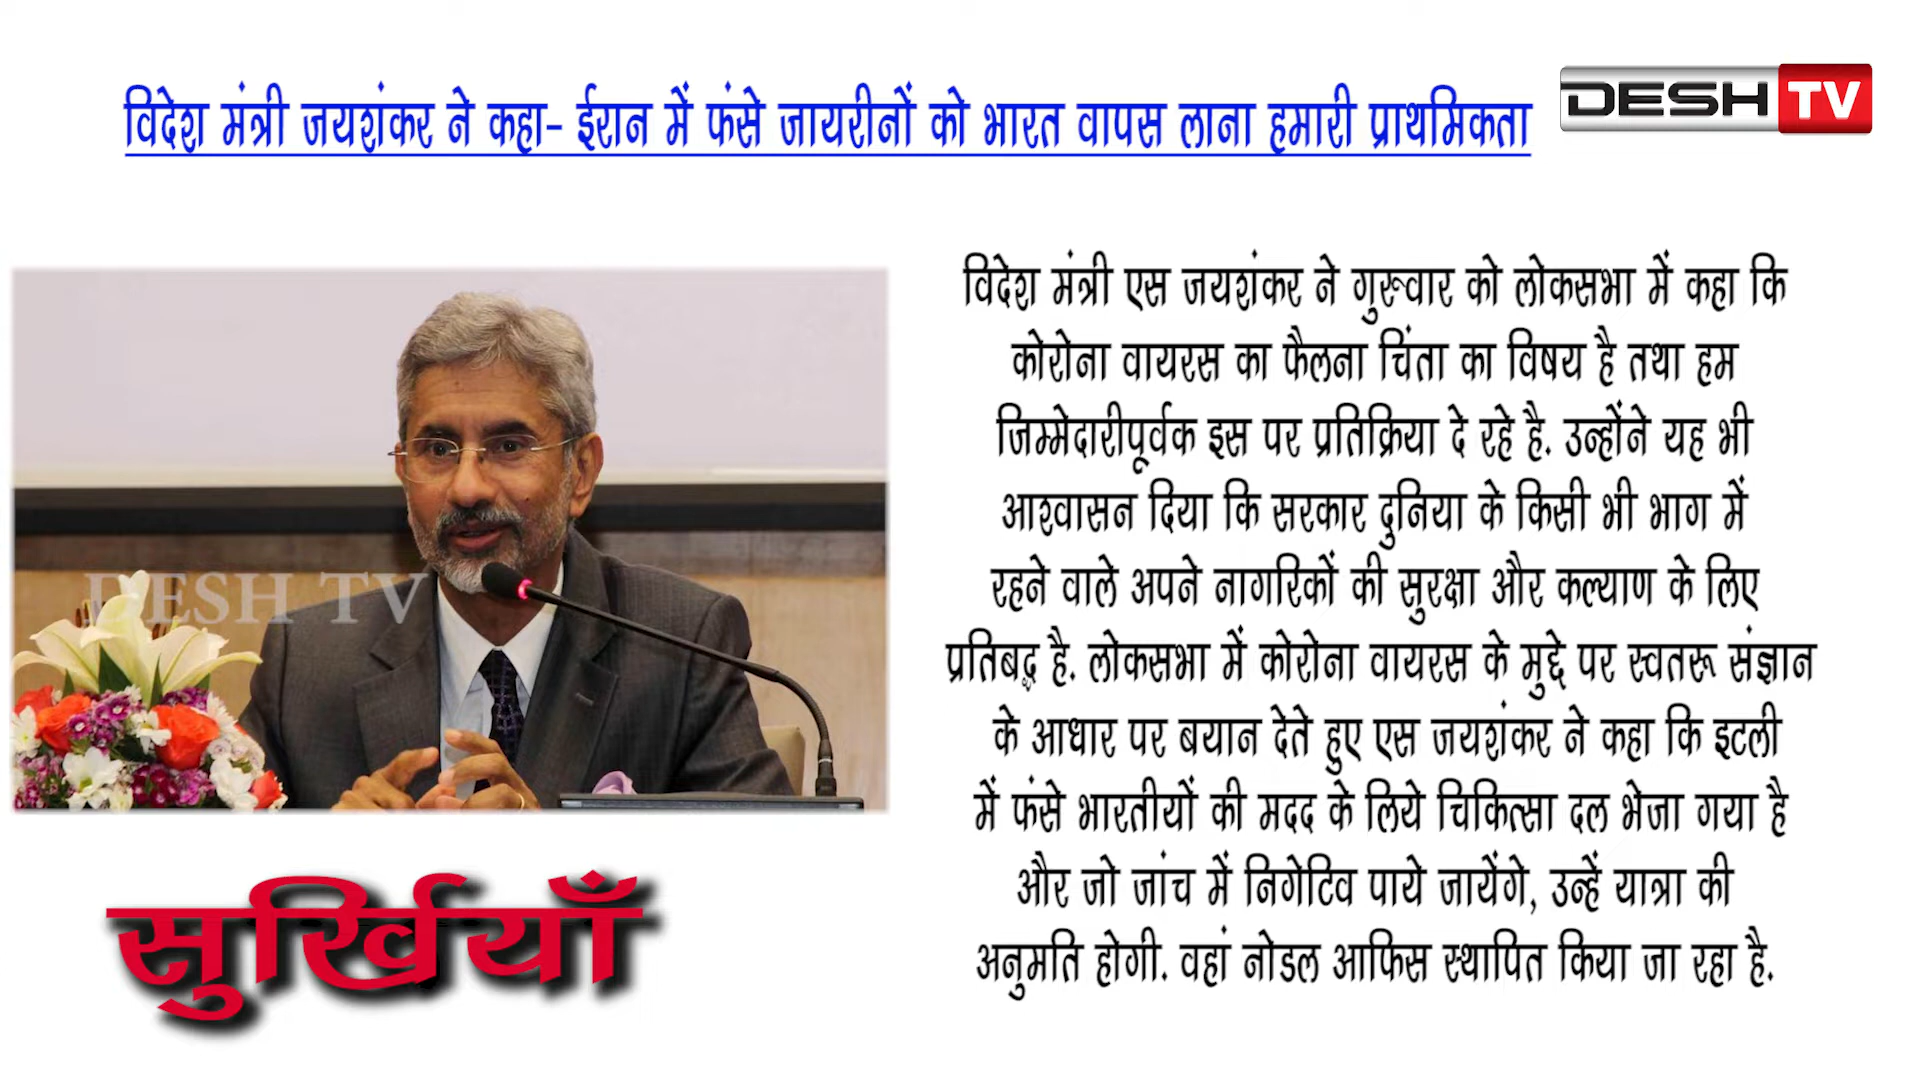 विदेश मंत्री जयशंकर ने कहा- ईरान में फंसे जायरीनों को भारत वापस लाना हमारी प्राथमिकता
DESH TV
विदेश मंत्री एस जयशंकर ने गुरूवार को लोकसभा में कहा कि
कोरोना वायरस का फैलना चिंता का विषय है तथा हम
जिम्मेदारीपूर्वक इस पर प्रतिक्रिया दे रहे है. उन्होंने यह भी
आश्वासन दिया कि सरकार दुनिया के किसी भी भाग में
रहने वाले अपने नागरिकों की सुरक्षा और कल्याण के लिए
प्रतिबद्ध है. लोकसभा में कोरोना वायरस के मुद्दे पर स्वतरू संज्ञान
के आधार पर बयान देते हुए एस जयशंकर ने कहा कि इटली
में फंसे भारतीयों की मदद के लिये चिकित्सा दल भेजा गया है
और जो जांच में निगेटिव पाये जायेंगे, उन्हें यात्रा की
अनुमति होगी. वहां नोडल आफिस स्थापित किया जा रहा है.
DESH TV
सुर्खियाँ